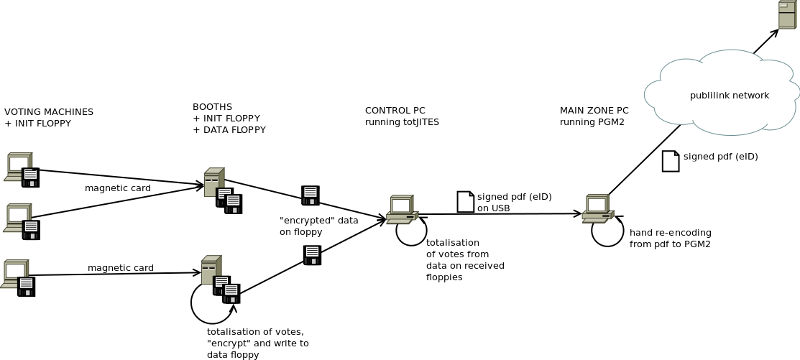 VOTING MACHINES
+ INIT FLOPPY
BOOTHS
+ INIT FLOPPY
+ DATA FLOPPY
CONTROL PC
running totJITES
MAIN ZONE PC
running PGM2
publilink network
signed pdf (eID)
magnetic card
"encrypted" data
on floppy
signed pdf (eID)
on USB
totalisation
of votes from
data on received
floppies
hand re-encoding
from pdf to PGM2
magnetic card
totalisation of votes,
"encrypt" and write to
data floppy